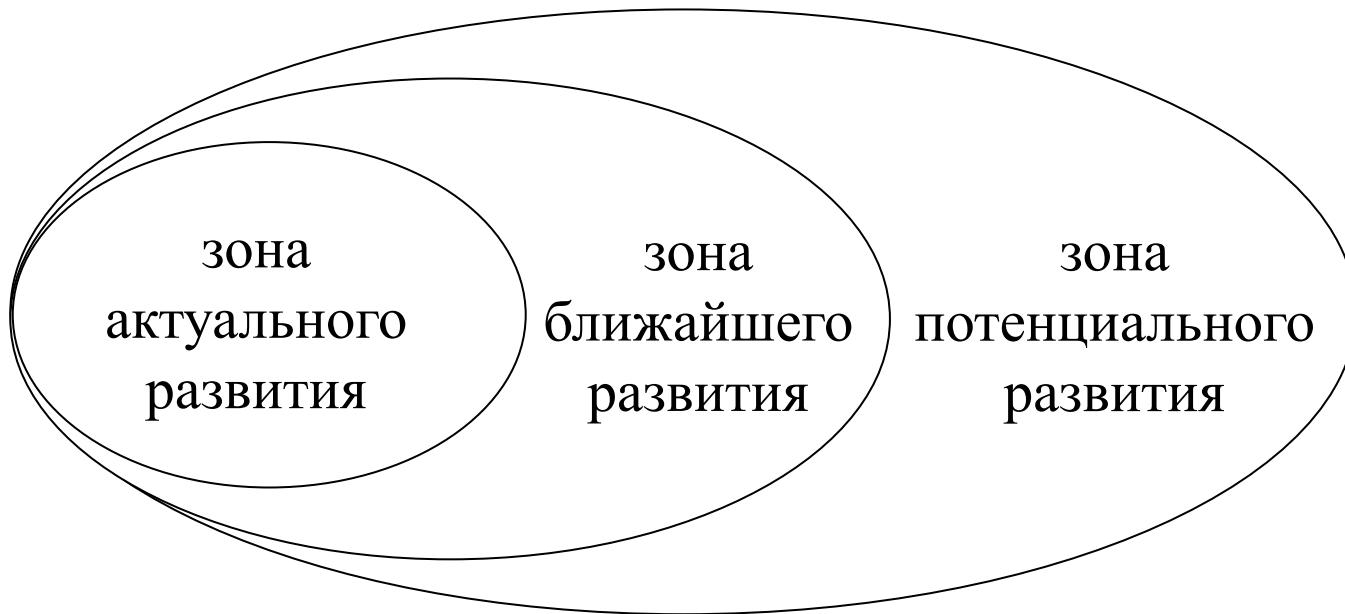 зона
актуального
развития
зона
ближайшего
развития
зона
потенциального
развития